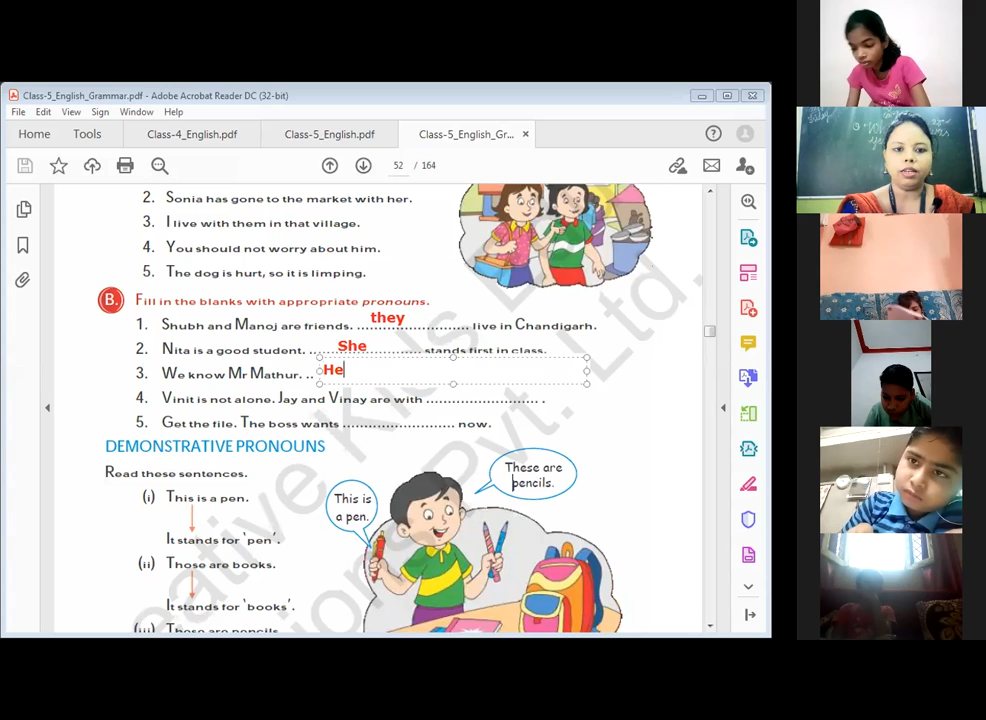 Class-5_English_Grammar.pdf - Adobe Acrobat Reader DC (32-bit)
File Edit View Sign Window Help
Home Tools Class-4_English.pdf Class-5_English.pdf Class-5_English_Gr... ×
52 / 164
2. Sonia has gone to the market with her.
3. I live with them in that village.
4. You should not worry about him.
5. The dog is hurt, so it is limping.
B. Fill in the blanks with appropriate pronouns.
1. Shubh and Manoj are friends. they live in Chandigarh.
2. Nita is a good student. She stands first in class.
3. We know Mr Mathur. .. He
4. Vinit is not alone. Jay and Vinay are with ............................ .
5. Get the file. The boss wants ............................ now.
DEMONSTRATIVE PRONOUNS
Read these sentences.
(i) This is a pen.
It stands for 'pen'.
(ii) Those are books.
It stands for 'books'.
(iii) These are pencils.
This is
a pen.
These are
pencils.